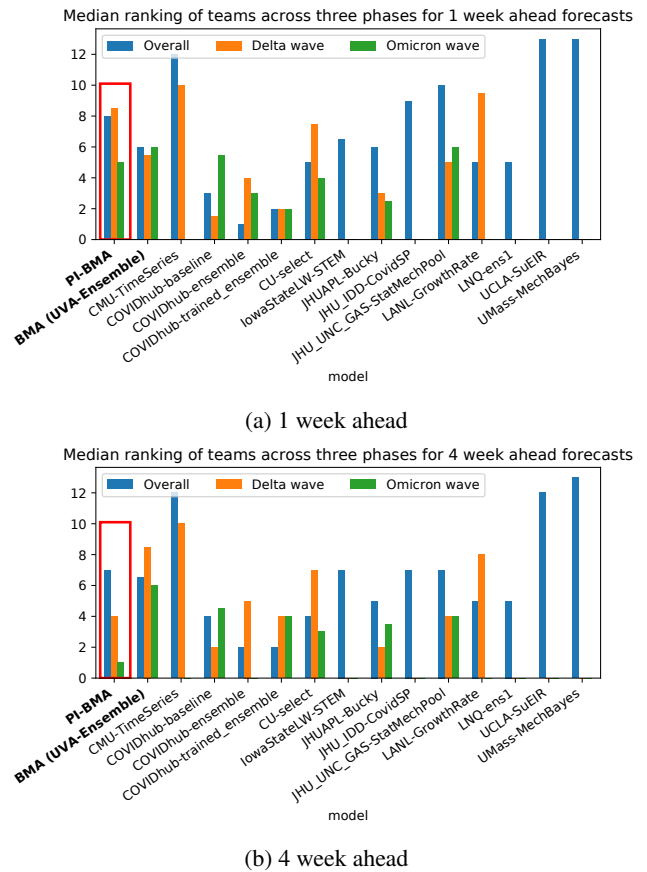 Median ranking of teams across three phases for 1 week ahead forecasts
Overall Delta wave Omicron wave
12
10
8
6
4
2
0
PI-BMA
BMA (UVA-Ensemble)
CMU-TimeSeries
COVIDhub-baseline
COVIDhub-ensemble
COVIDhub-trained_ensemble
CU-select
IowaStateLW-STEM
JHUAPL-Bucky
JHU_IDD-CovidSP
JHU_UNC_GAS-StatMechPool
LANL-GrowthRate
LNQ-ens1
UCLA-SuEIR
UMass-MechBayes
model
(a) 1 week ahead
Median ranking of teams across three phases for 4 week ahead forecasts
Overall Delta wave Omicron wave
12
10
8
6
4
2
0
PI-BMA
BMA (UVA-Ensemble)
CMU-TimeSeries
COVIDhub-baseline
COVIDhub-ensemble
COVIDhub-trained_ensemble
CU-select
IowaStateLW-STEM
JHUAPL-Bucky
JHU_IDD-CovidSP
JHU_UNC_GAS-StatMechPool
LANL-GrowthRate
LNQ-ens1
UCLA-SuEIR
UMass-MechBayes
model
(b) 4 week ahead